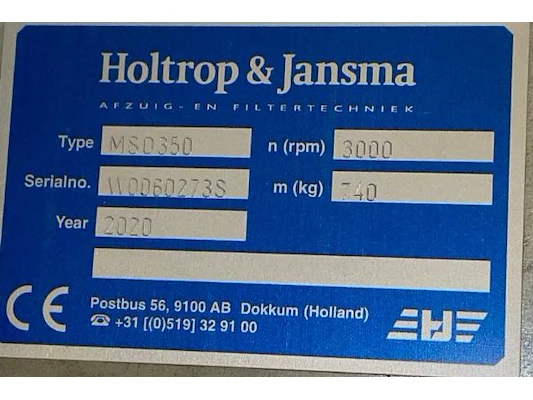 Holtrop & Jansma
AFZUIG- EN FILTERTECHNIEK
Type MSD350 n (rpm) 3000
Serialno. W0060273S m (kg) 740
Year 2020
CE
Postbus 56, 9100 AB Dokkum (Holland)
☎ +31 [(0)519] 32 91 00